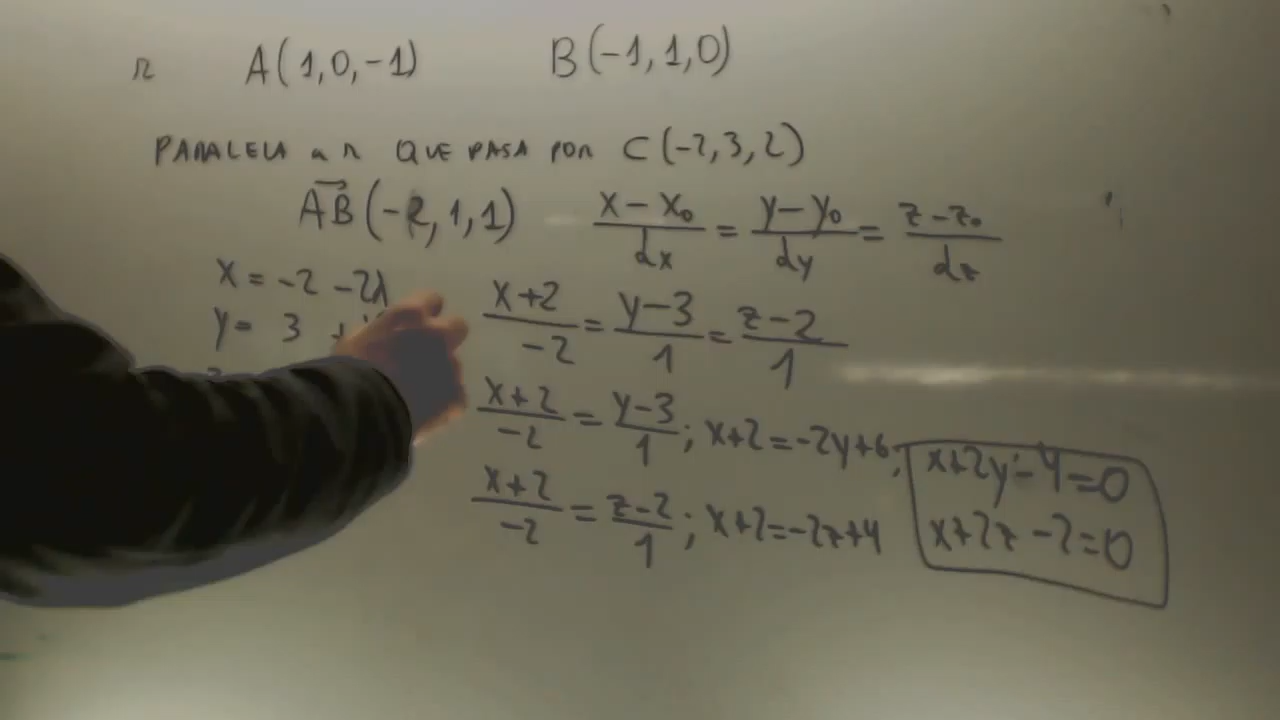 r A(1,0,-1) B(-1,1,0)
PARALELA a r QUE PASA POR C(-2,3,2)
AB(-2,1,1) x-x₀/dx = y-y₀/dy = z-z₀/dz
x = -2 -2λ
y = 3 +
x+2/-2 = y-3/1 = z-2/1
x+2/-2 = y-3/1; x+2=-2y+6; x+2y-4=0
x+2/-2 = z-2/1; x+2=-2z+4 x+2z-2=0